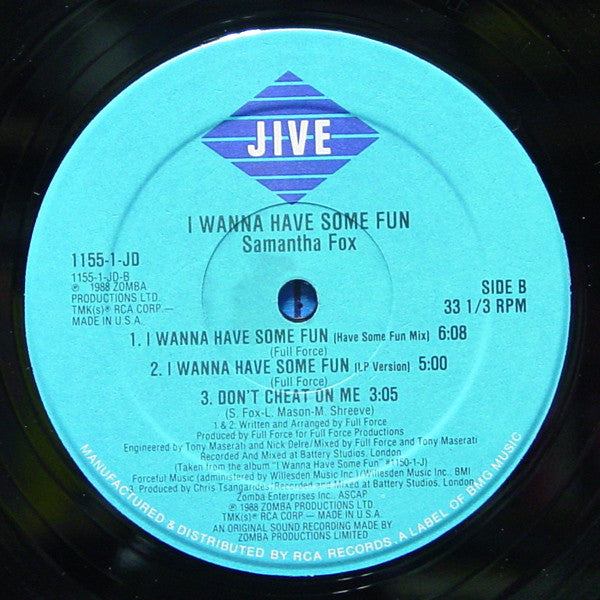 JIVE
I WANNA HAVE SOME FUN
Samantha Fox
1155-1-JD
1155-1-JD-B
℗ 1988 ZOMBA
PRODUCTIONS LTD.
TMK(s)® RCA CORP.—
MADE IN U.S.A.
SIDE B
33 1/3 RPM
1. I WANNA HAVE SOME FUN (Have Some Fun Mix) 6:08
(Full Force)
2. I WANNA HAVE SOME FUN (LP Version) 5:00
(Full Force)
3. DON'T CHEAT ON ME 3:05
(S. Fox-L. Mason-M. Shreeve)
1 & 2: Written and Arranged by Full Force
Produced by Full Force for Full Force Productions
Engineered by Tony Maserati and Nick Delre/Mixed by Full Force and Tony Maserati
Recorded And Mixed at Battery Studios, London
(Taken from the album "I Wanna Have Some Fun" #1150-1-J)
Forceful Music (administered by Willesden Music Inc.)/Willesden Music Inc.: BMI
3. Produced by Chris Tsangarides/Recorded and Mixed at Battery Studios, London.
Zomba Enterprises Inc., ASCAP
℗ 1988 ZOMBA PRODUCTIONS LTD
TMK(s)® RCA CORP.— MADE IN U.S.A.
AN ORIGINAL SOUND RECORDING MADE BY
ZOMBA PRODUCTIONS LIMITED
MANUFACTURED & DISTRIBUTED BY RCA RECORDS, A LABEL OF BMG MUSIC